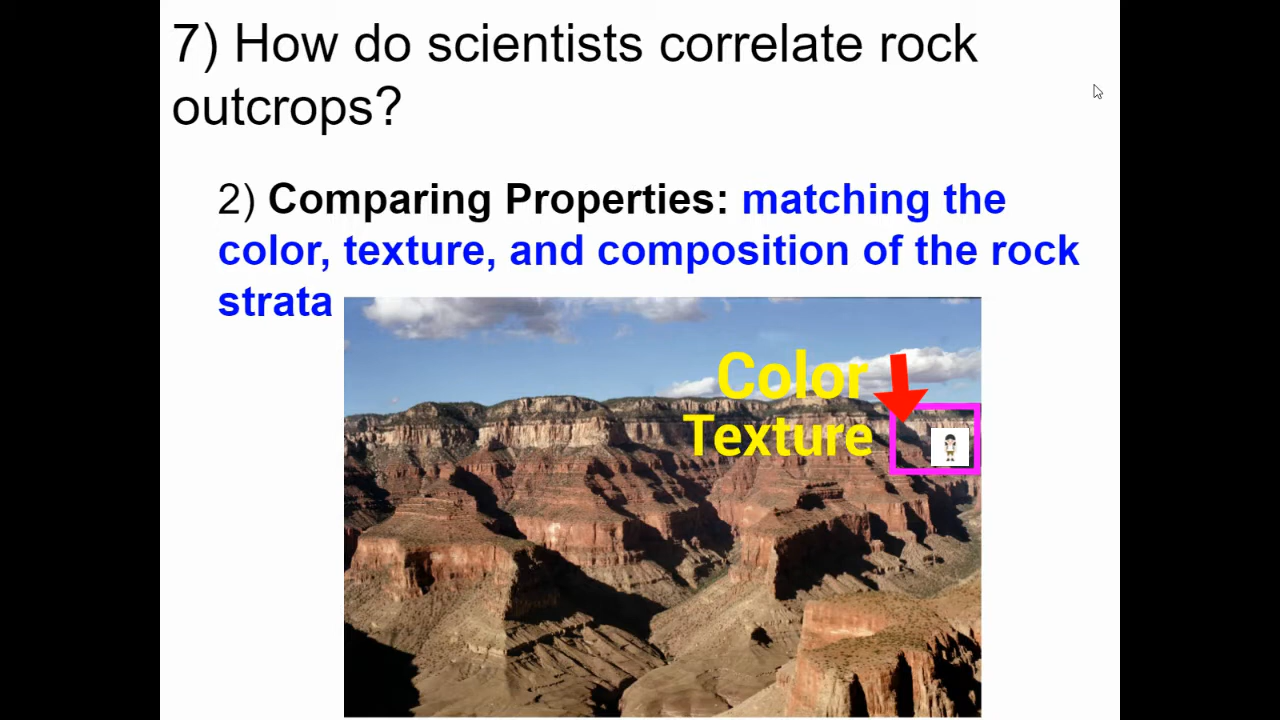 7) How do scientists correlate rock
outcrops?
2) Comparing Properties: matching the
color, texture, and composition of the rock
strata
Color
Texture